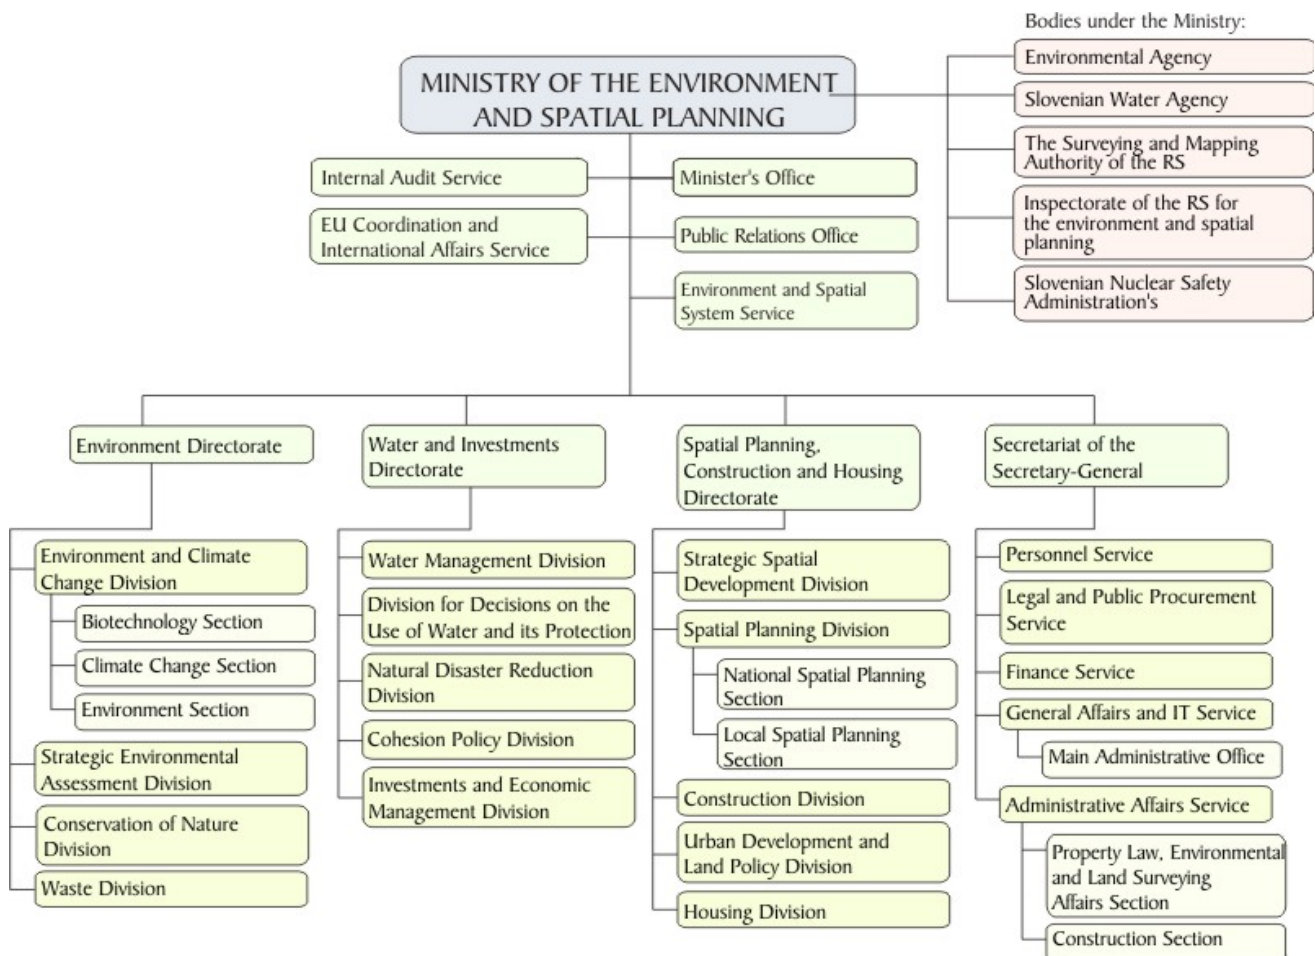 Bodies under the Ministry:
MINISTRY OF THE ENVIRONMENT
AND SPATIAL PLANNING
Environmental Agency
Slovenian Water Agency
The Surveying and Mapping
Authority of the RS
Inspectorate of the RS for
the environment and spatial
planning
Slovenian Nuclear Safety
Administration's
Internal Audit Service
Minister's Office
EU Coordination and
International Affairs Service
Public Relations Office
Environment and Spatial
System Service
Environment Directorate
Environment and Climate
Change Division
Biotechnology Section
Climate Change Section
Environment Section
Strategic Environmental
Assessment Division
Conservation of Nature
Division
Waste Division
Water and Investments
Directorate
Water Management Division
Division for Decisions on the
Use of Water and its Protection
Natural Disaster Reduction
Division
Cohesion Policy Division
Investments and Economic
Management Division
Spatial Planning,
Construction and Housing
Directorate
Strategic Spatial
Development Division
Spatial Planning Division
National Spatial Planning
Section
Local Spatial Planning
Section
Construction Division
Urban Development and
Land Policy Division
Housing Division
Secretariat of the
Secretary-General
Personnel Service
Legal and Public Procurement
Service
Finance Service
General Affairs and IT Service
Main Administrative Office
Administrative Affairs Service
Property Law, Environmental
and Land Surveying
Affairs Section
Construction Section